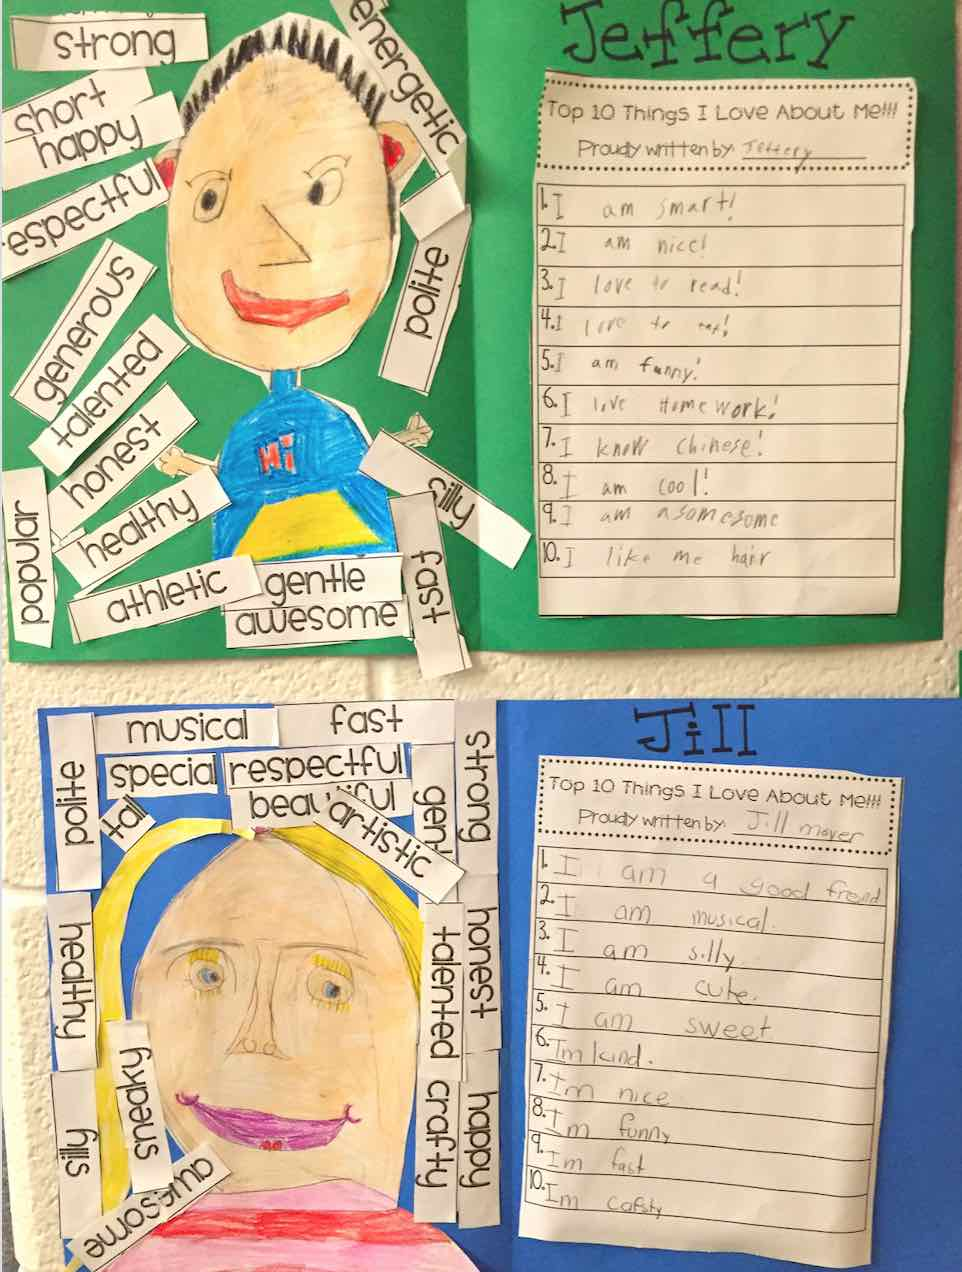 strong
short
happy
respectful
generous
talented
honest
popular
healthy
athletic
gentle
awesome
fast
silly
polite
energetic
Hi
Jeffery
Top 10 Things I Love About Me!!!
Proudly written by: Jeffery
1. I am smart!
2. I am nice!
3. I love to read!
4. I love to eat!
5. I am funny!
6. I love Home work!
7. I know Chinese!
8. I am cool!
9. I am asomesome
10. I like me hair
musical
fast
polite
special
respectful
tall
beautiful
artistic
gent
strong
healthy
talented
honest
silly
sneaky
awesome
crafty
happy
Jill
Top 10 Things I Love About Me!!!
Proudly written by: Jill mayer
1. I am a good freind
2. I am musical.
3. I am silly.
4. I am cute.
5. I am sweet
6. Im kind.
7. Im nice
8. Im funny
9. Im fast
10. Im cafsty